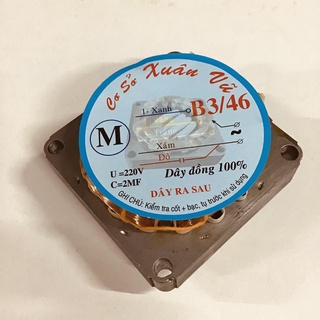 Cơ Sở Xuân Vũ
B3/46
M
1- Xanh
Xám
Đỏ
~
U =220V
C=2MF
Dây đồng 100%
DÂY RA SAU
GHI CHÚ: Kiểm tra cốt + bạc, tụ trước khi sử dụng